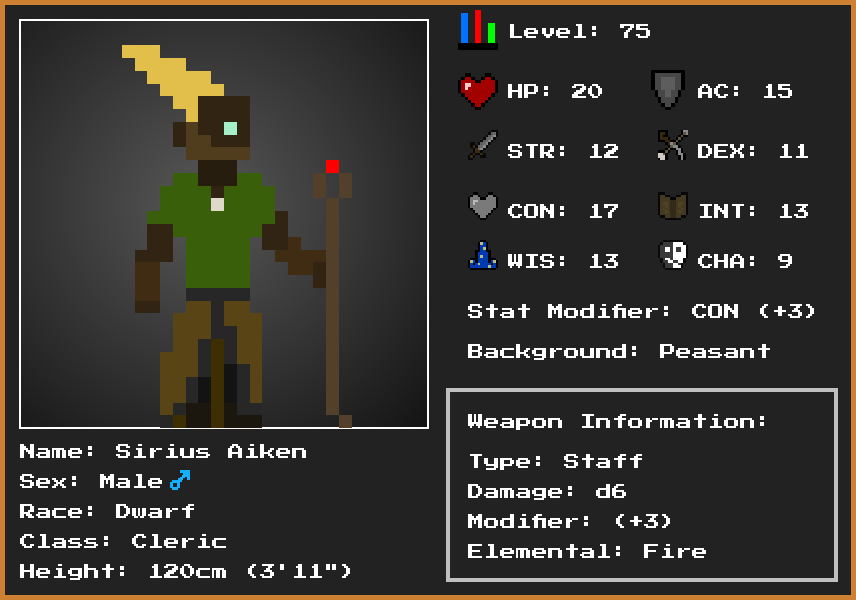 Level: 75
HP: 20 AC: 15
STR: 12 DEX: 11
CON: 17 INT: 13
WIS: 13 CHA: 9
Stat Modifier: CON (+3)
Background: Peasant
Weapon Information:
Type: Staff
Damage: d6
Modifier: (+3)
Elemental: Fire
Name: Sirius Aiken
Sex: Male♂
Race: Dwarf
Class: Cleric
Height: 120cm (3'11")